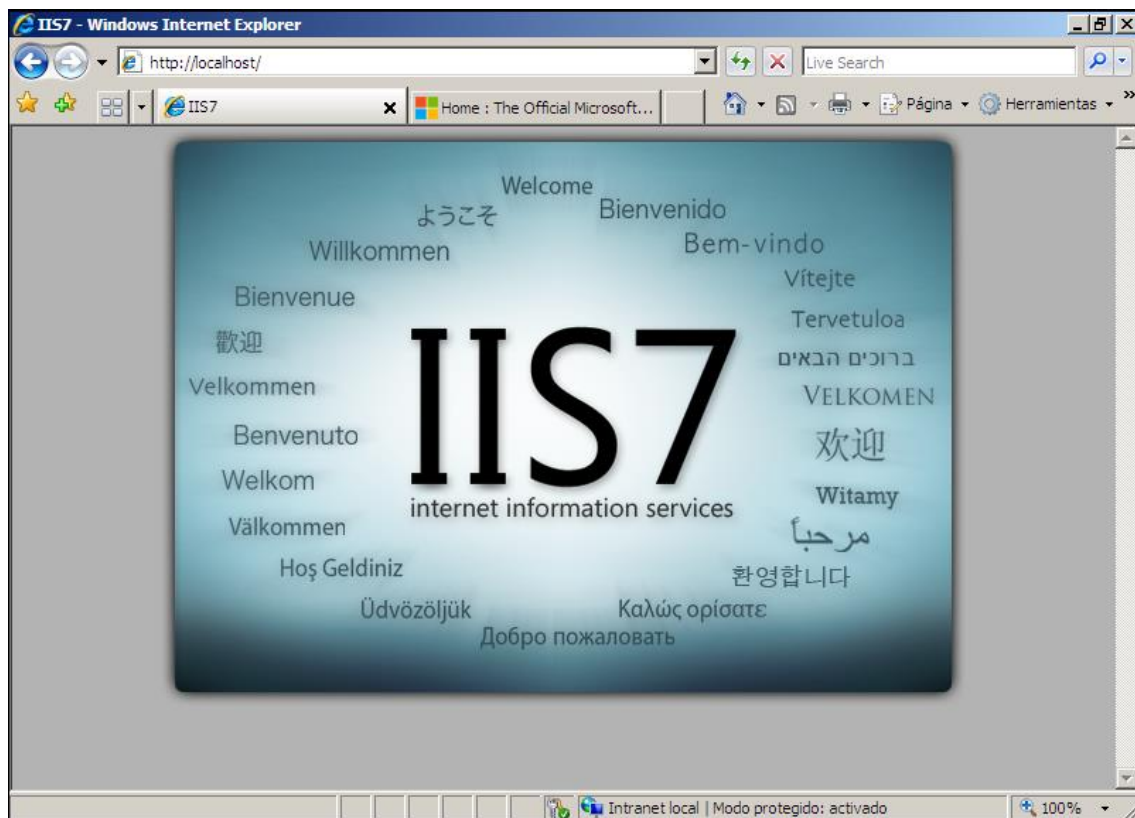 IIS7 - Windows Internet Explorer
http://localhost/
Live Search
IIS7
Home : The Official Microsoft...
Página
Herramientas
Welcome
ようこそ
Bienvenido
Willkommen
Bem-vindo
Vítejte
Bienvenue
Tervetuloa
歡迎
ברוכים הבאים
Velkommen
VELKOMEN
Benvenuto
欢迎
Welkom
Witamy
Välkommen
مرحباً
Hoş Geldiniz
환영합니다
Üdvözöljük
Καλώς ορίσατε
Добро пожаловать
IIS7
internet information services
Intranet local | Modo protegido: activado
100%